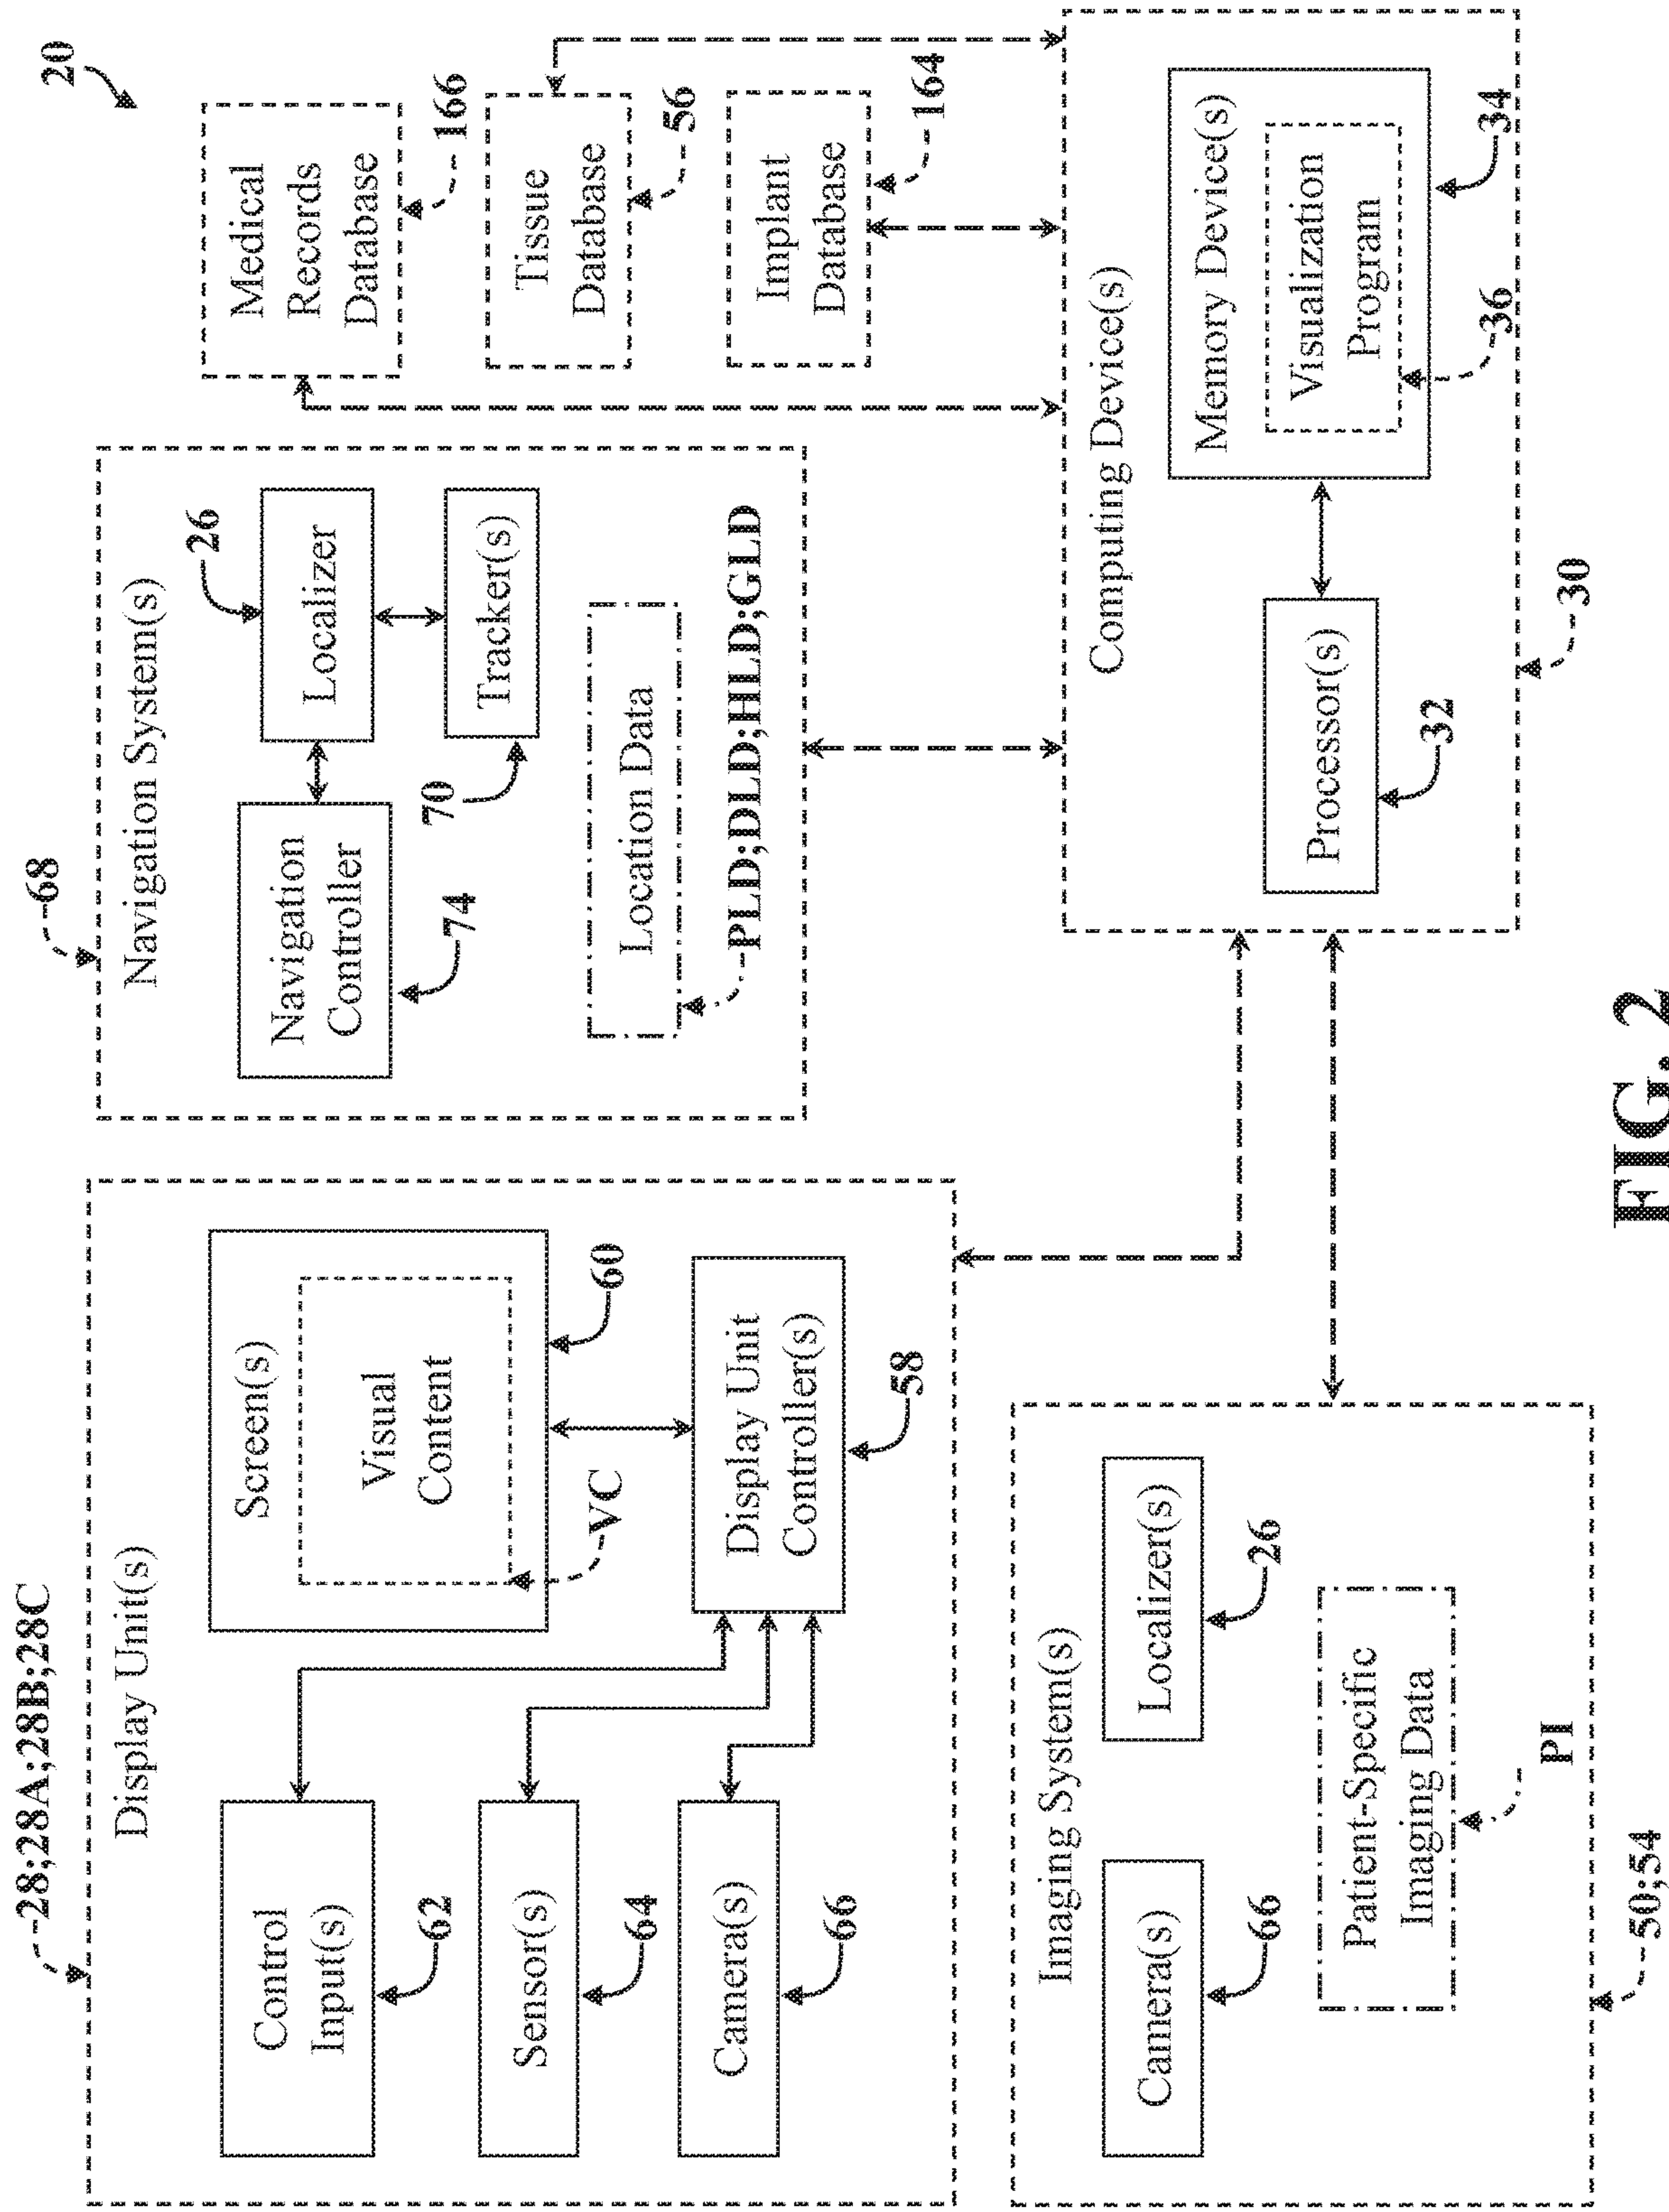 20
28;28A;28B;28C
Display Unit(s)
Control
Input(s)
62
Sensor(s)
64
Camera(s)
66
Screen(s)
Visual
Content
VC
60
Display Unit
Controller(s)
58
68
Navigation System(s)
Navigation
Controller
74
Localizer
26
Tracker(s)
70
Location Data
PLD;DLD;HLD;GLD
Medical
Records
Database
166
Tissue
Database
56
Implant
Database
164
Imaging System(s)
Camera(s)
66
Localizer(s)
26
Patient-Specific
Imaging Data
PI
50;54
Computing Device(s)
Processor(s)
32
Memory Device(s)
Visualization
Program
36
34
30
FIG. 2